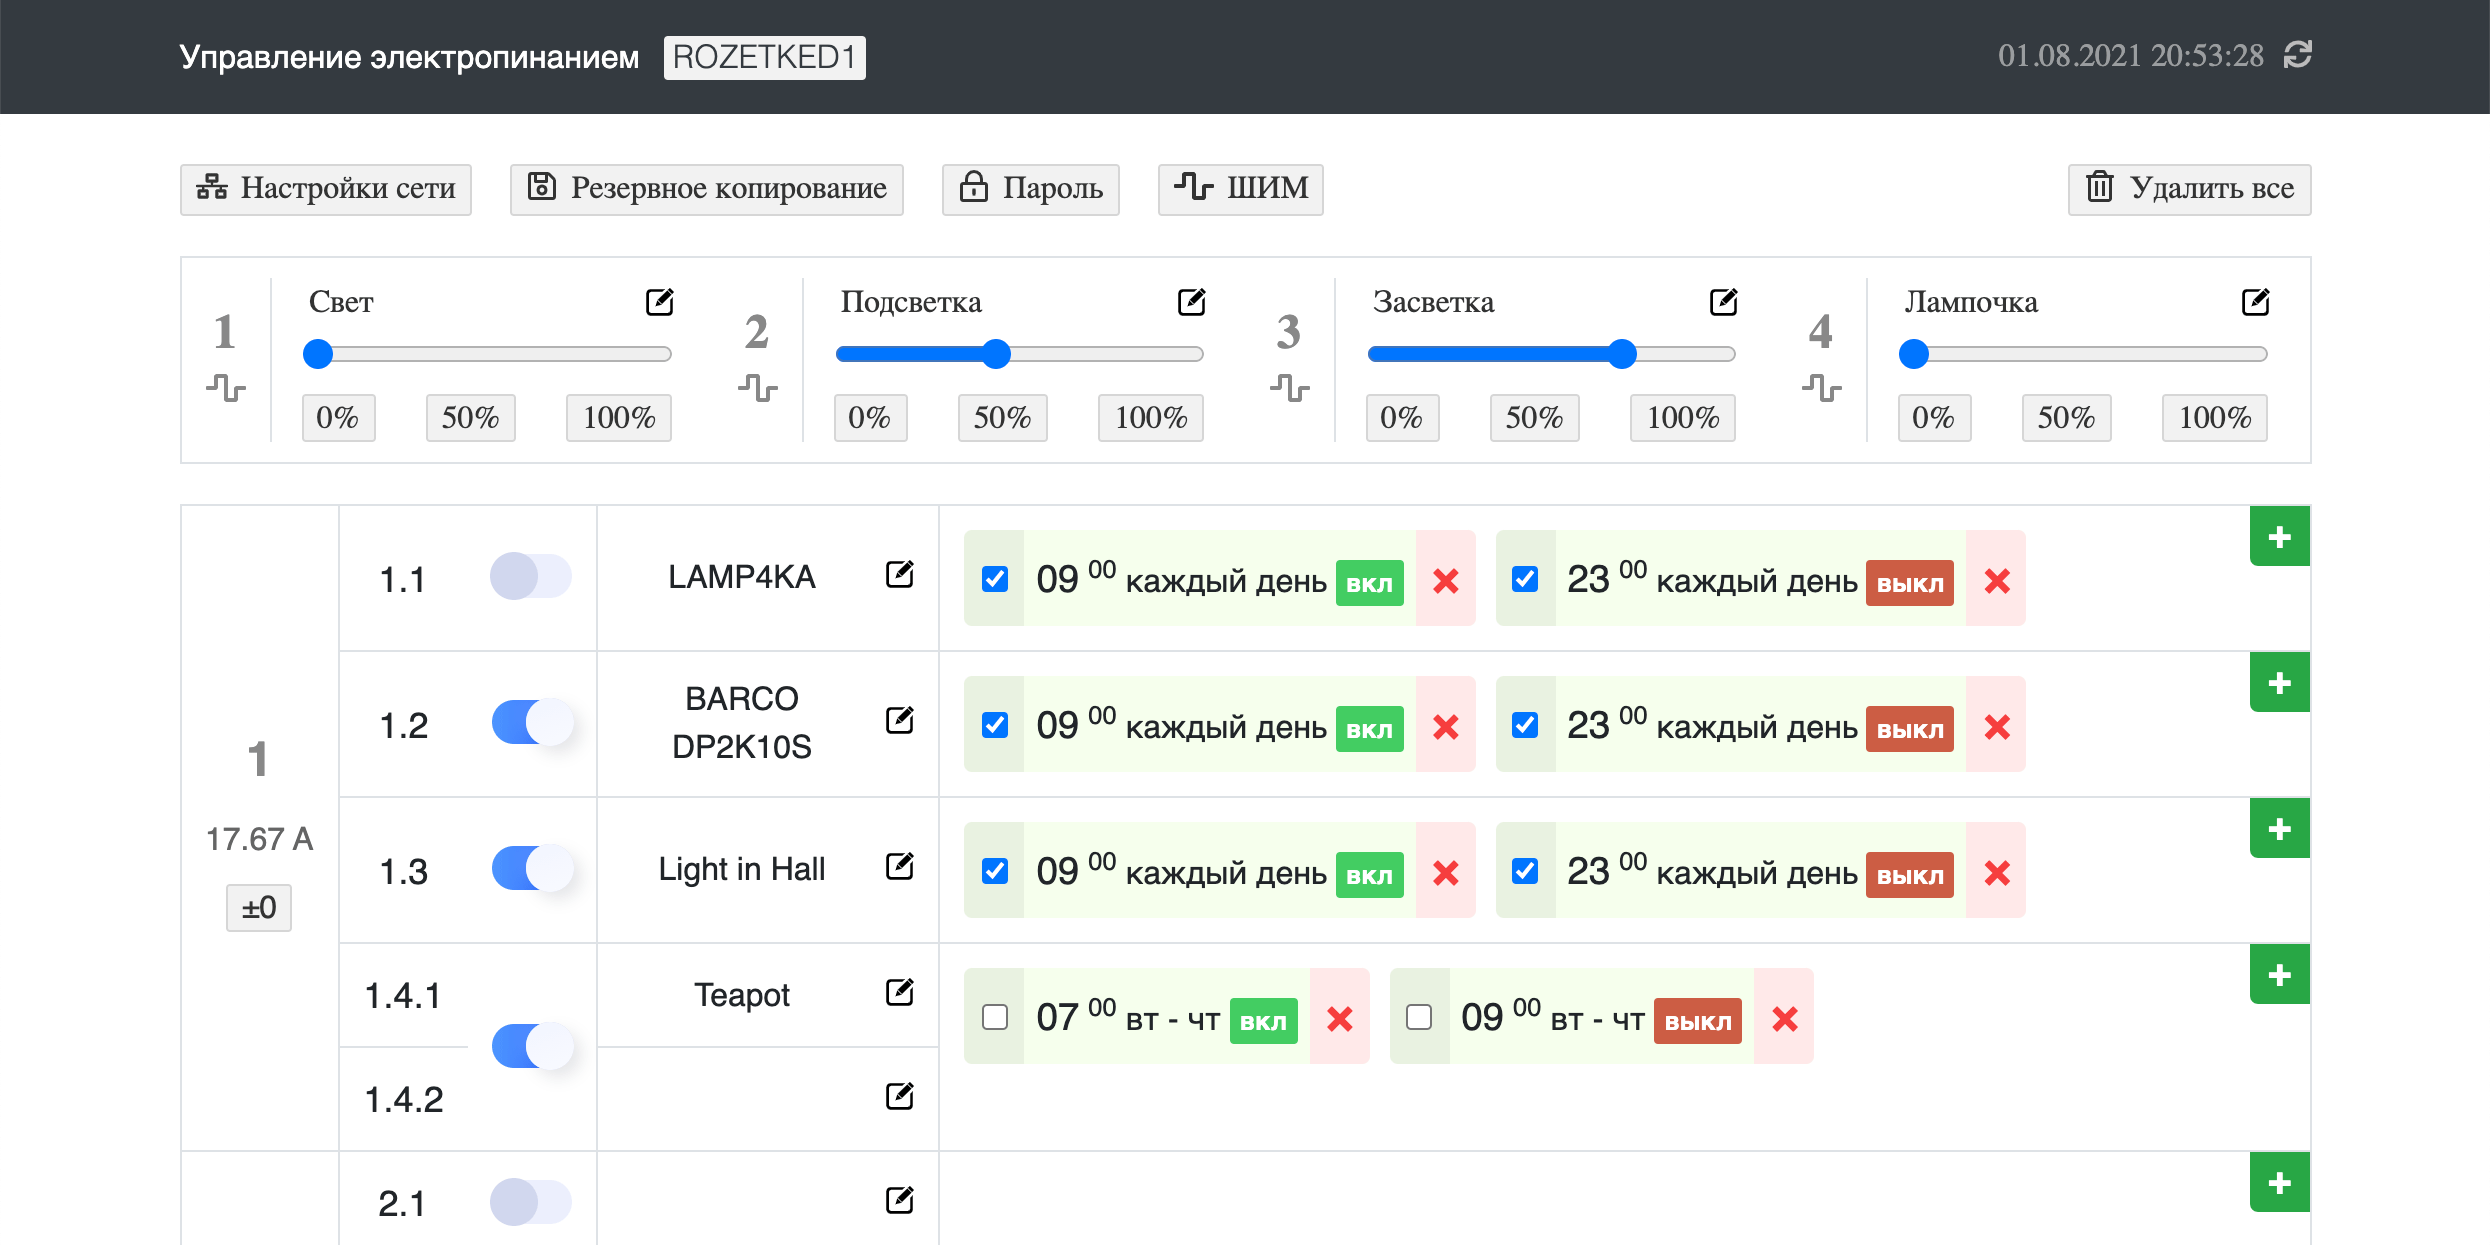 Управление электропинанием ROZETKED1 01.08.2021 20:53:28
Настройки сети Резервное копирование Пароль ШИМ Удалить все
1 Свет 0% 50% 100%
2 Подсветка 0% 50% 100%
3 Засветка 0% 50% 100%
4 Лампочка 0% 50% 100%
1
17.67 A
±0
1.1 LAMP4KA 09 00 каждый день вкл 23 00 каждый день выкл +
1.2 BARCO
DP2K10S 09 00 каждый день вкл 23 00 каждый день выкл +
1.3 Light in Hall 09 00 каждый день вкл 23 00 каждый день выкл +
1.4.1 Teapot 07 00 вт - чт вкл 09 00 вт - чт выкл +
1.4.2
2.1 +